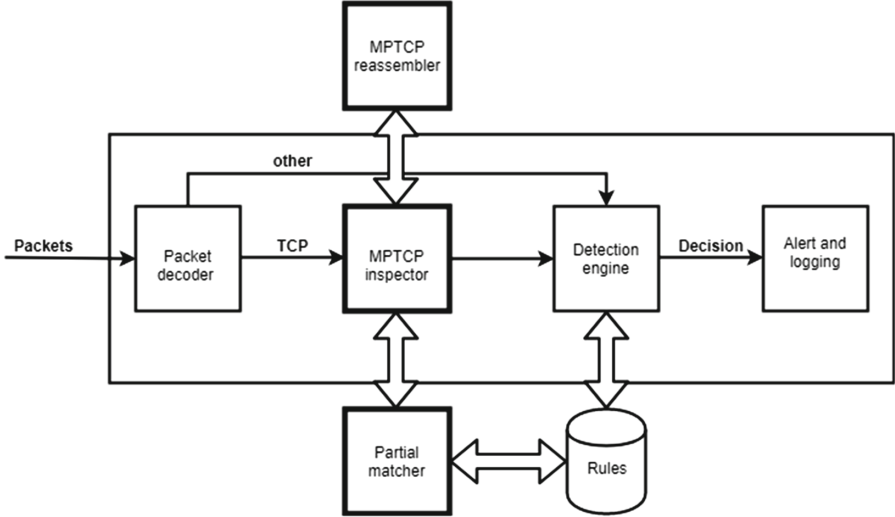 MPTCP
reassembler
other
Packets
Packet
decoder
TCP
MPTCP
inspector
Detection
engine
Decision
Alert and
logging
Partial
matcher
Rules